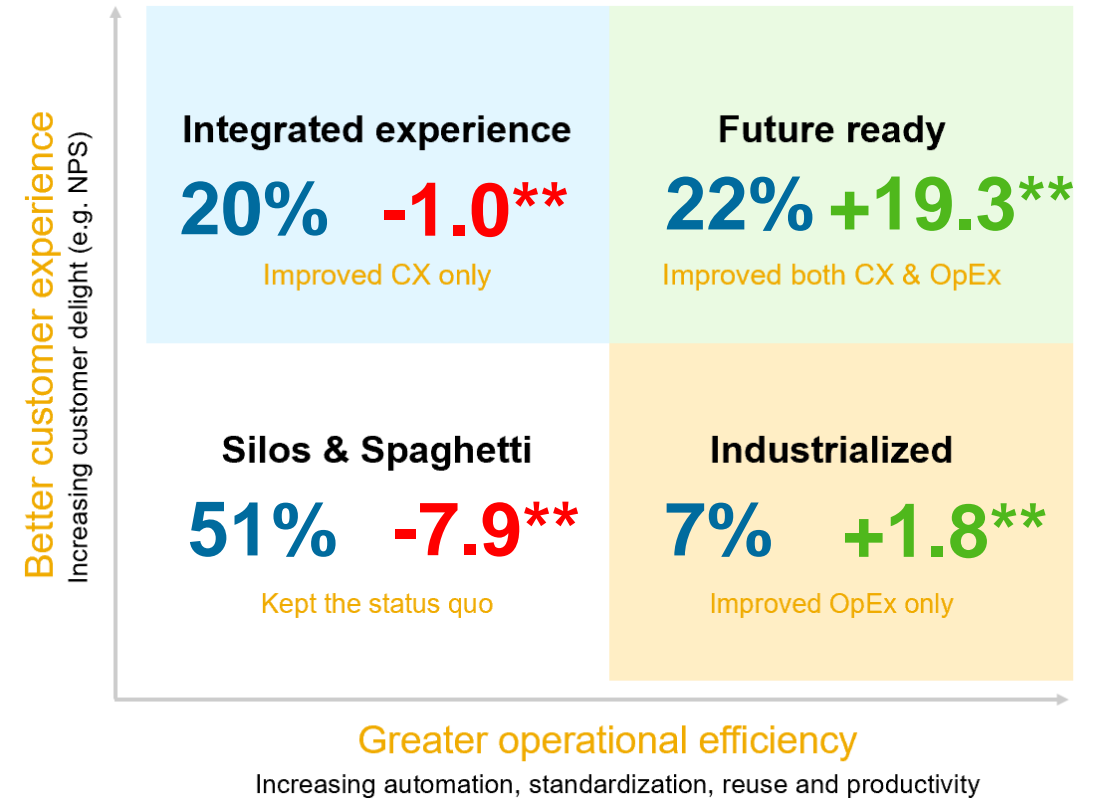 Better customer experience
Increasing customer delight (e.g. NPS)
Integrated experience
20% -1.0**
Improved CX only
Future ready
22% +19.3**
Improved both CX & OpEx
Silos & Spaghetti
51% -7.9**
Kept the status quo
Industrialized
7% +1.8**
Improved OpEx only
Greater operational efficiency
Increasing automation, standardization, reuse and productivity